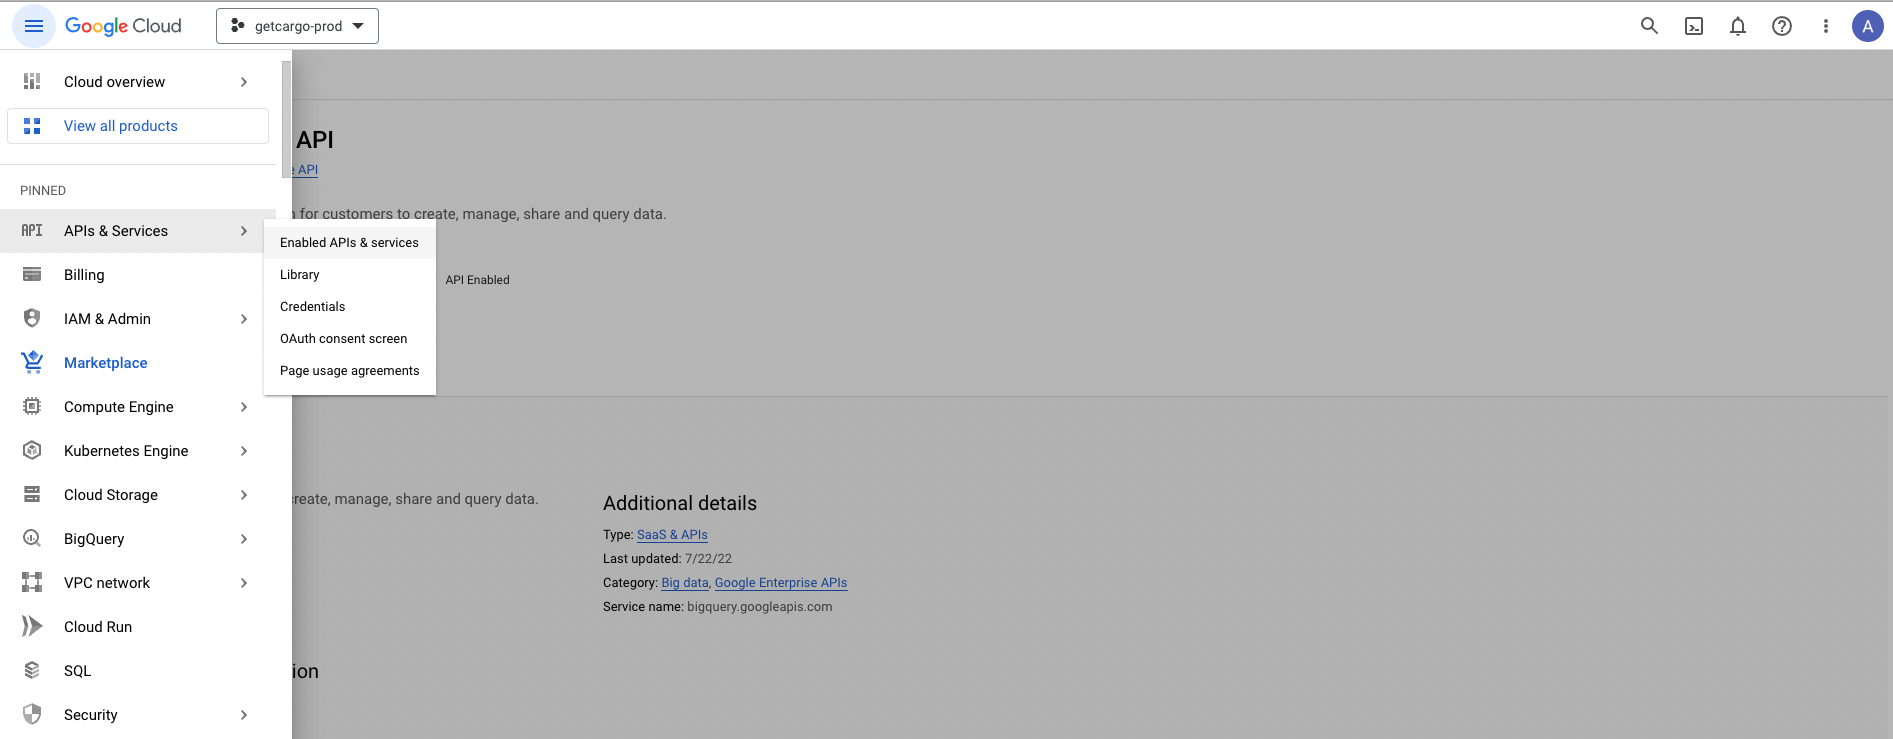 Google Cloud
getcargo-prod
A
Cloud overview
View all products
PINNED
API APIs & Services
Billing
IAM & Admin
Marketplace
Compute Engine
Kubernetes Engine
Cloud Storage
BigQuery
VPC network
Cloud Run
SQL
Security
Enabled APIs & services
Library
Credentials
OAuth consent screen
Page usage agreements
API
API
for customers to create, manage, share and query data.
API Enabled
create, manage, share and query data.
Additional details
Type: SaaS & APIs
Last updated: 7/22/22
Category: Big data, Google Enterprise APIs
Service name: bigquery.googleapis.com